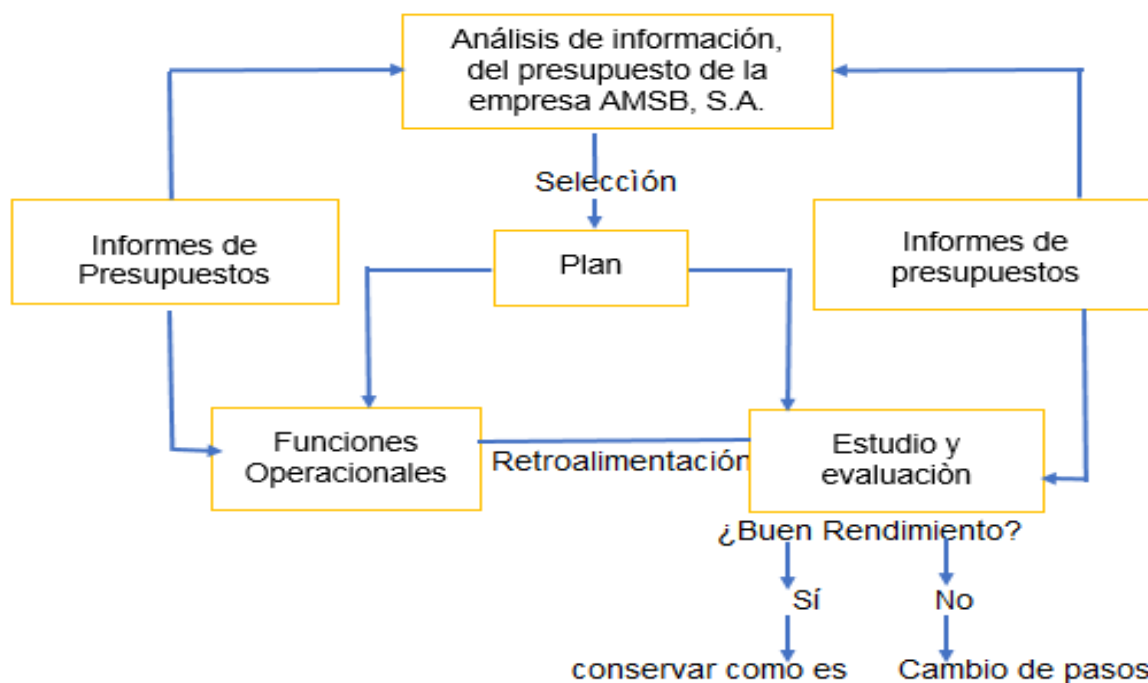 Análisis de información,
del presupuesto de la
empresa AMSB, S.A.
Selecciòn
Informes de
Presupuestos
Plan
Informes de
presupuestos
Funciones
Operacionales
Retroalimentación
Estudio y
evaluaciòn
¿Buen Rendimiento?
Sí
No
conservar como es
Cambio de pasos